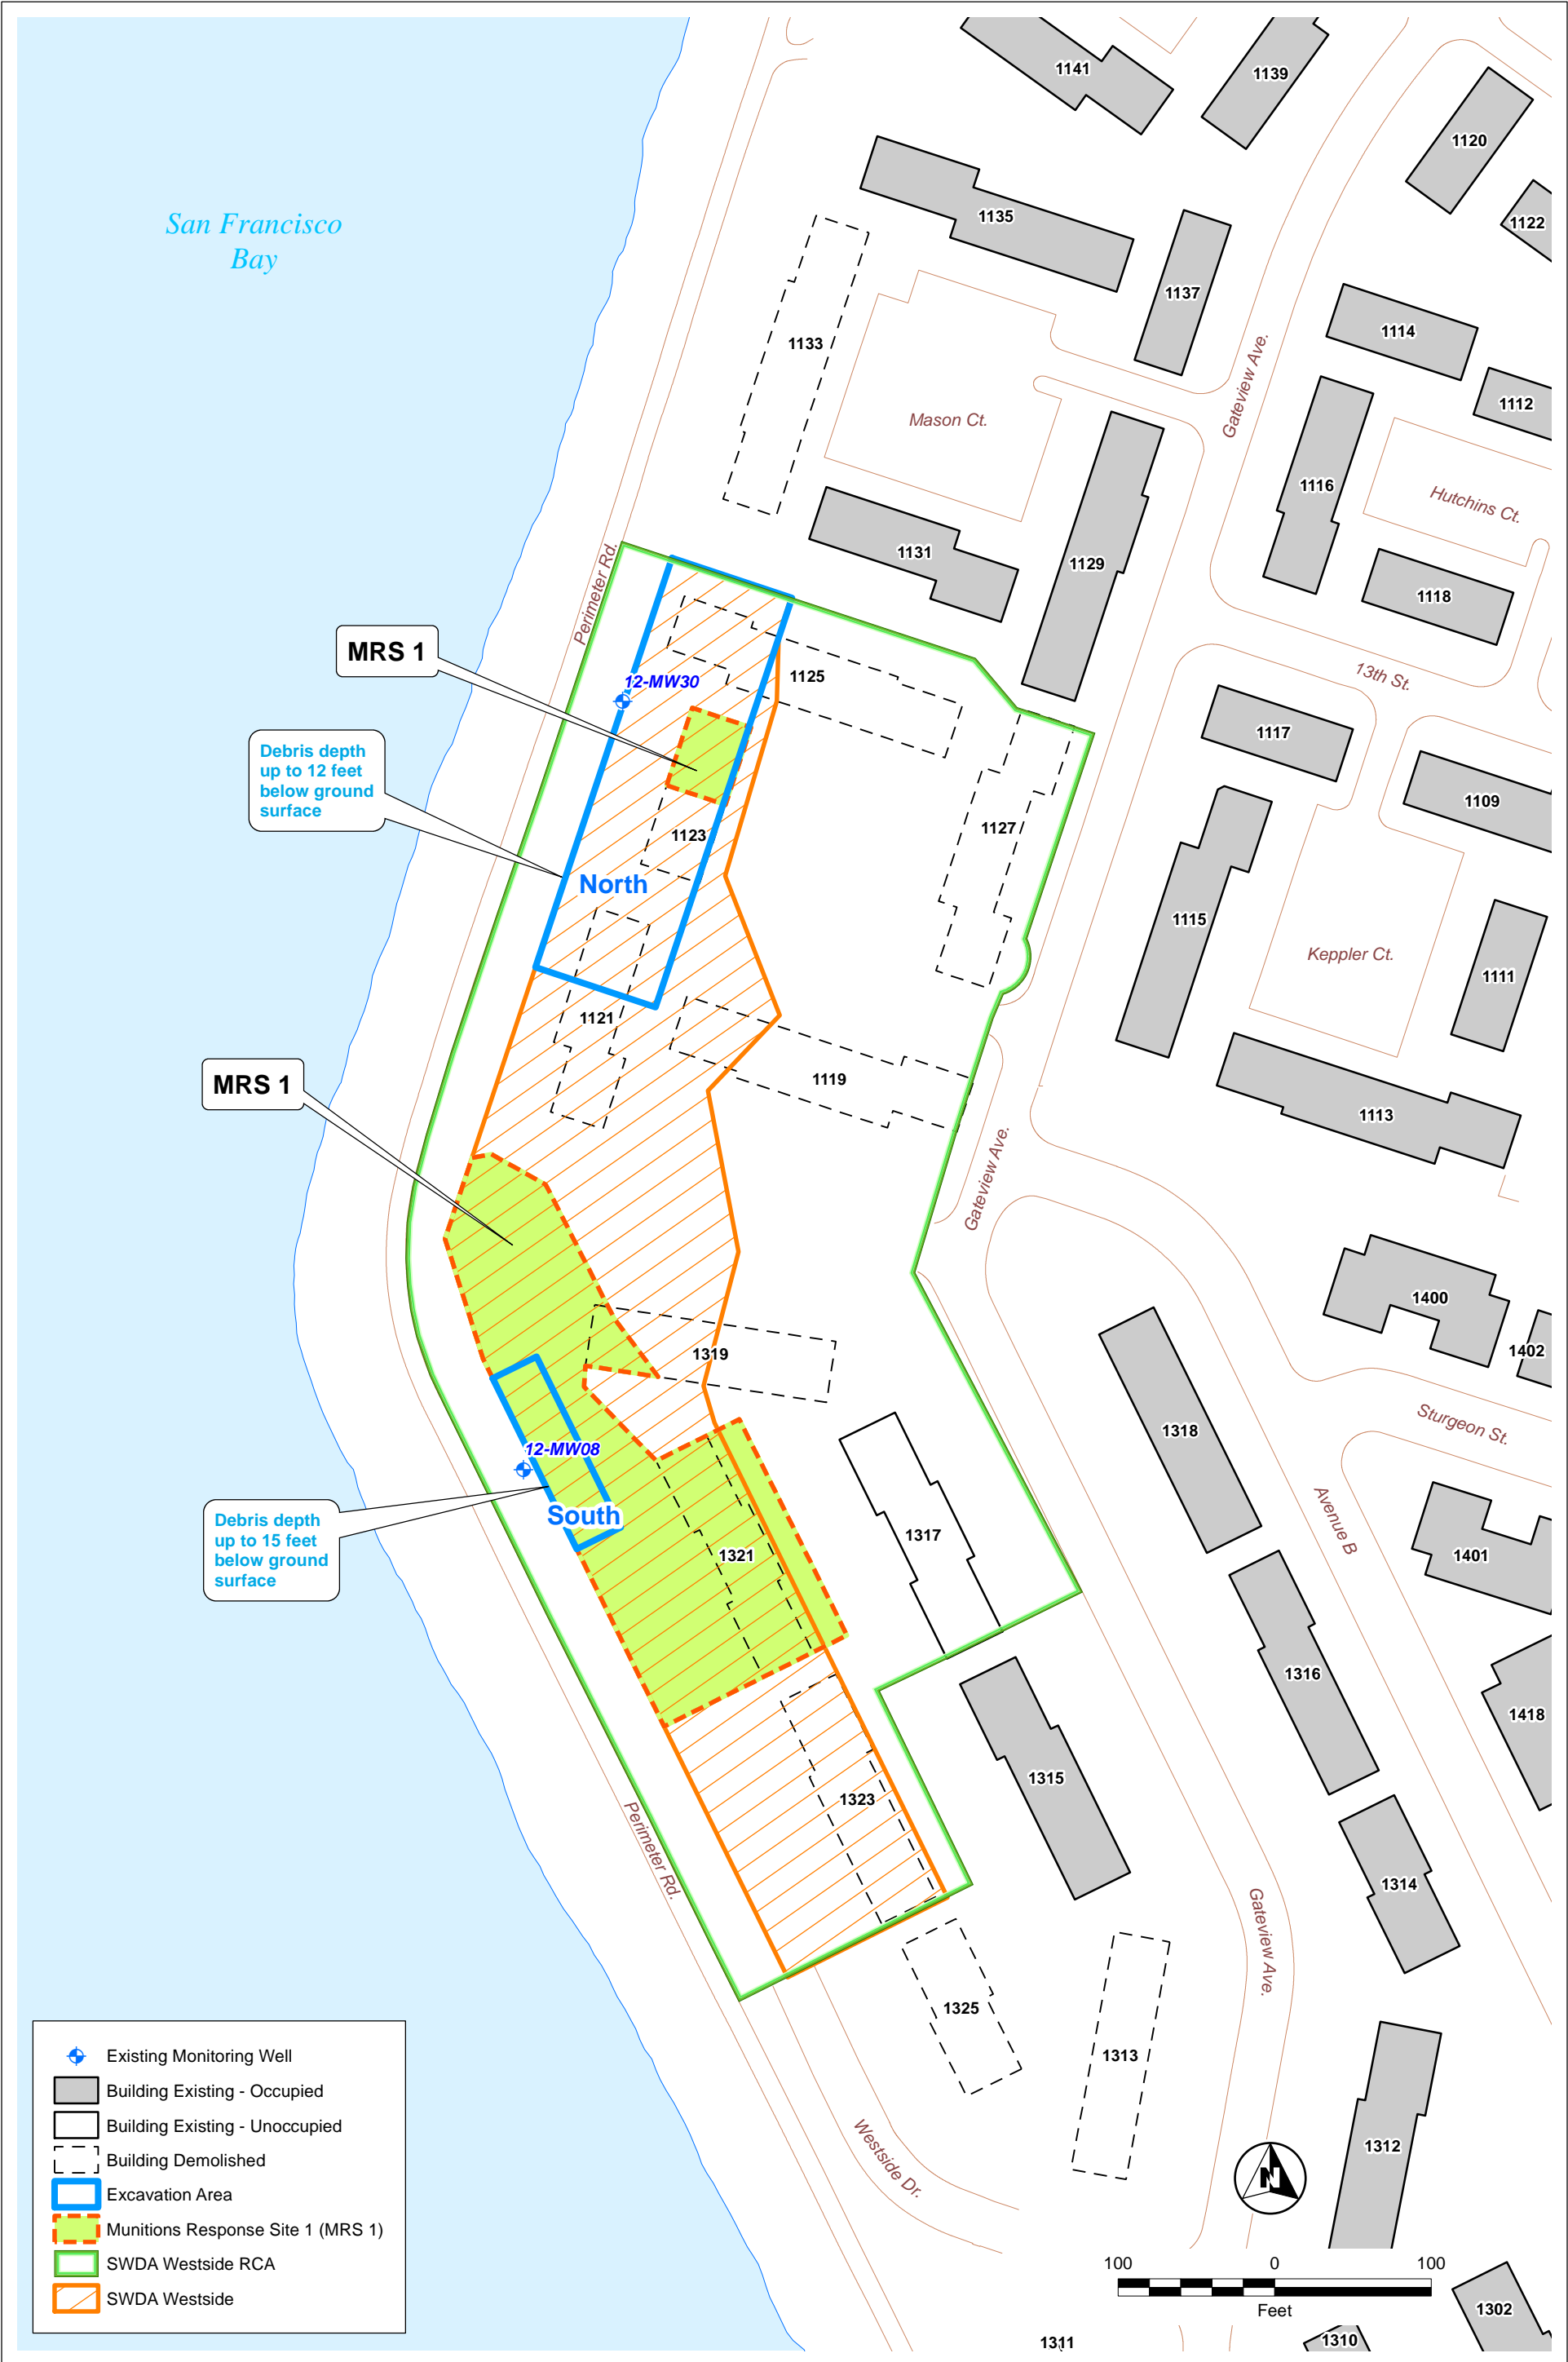 1141
1139
1120
1122
San Francisco
Bay
1135
1137
1133
1114
Gateview Ave.
1112
Mason Ct.
1116
Hutchins Ct.
1131
1129
1118
Perimeter Rd.
MRS 1
12-MW30
1125
13th St.
1117
Debris depth
up to 12 feet
below ground
surface
1109
1123
1127
North
1115
Keppler Ct.
1111
1121
MRS 1
1119
1113
Gateview Ave.
1400
1402
1319
Sturgeon St.
1318
12-MW08
Debris depth
up to 15 feet
below ground
surface
South
1317
Avenue B
1321
1401
1316
1418
1315
1323
Perimeter Rd.
1314
Gateview Ave.
1325
1313
1312
Westside Dr.
N
Existing Monitoring Well
Building Existing - Occupied
Building Existing - Unoccupied
Building Demolished
Excavation Area
Munitions Response Site 1 (MRS 1)
SWDA Westside RCA
SWDA Westside
100 0 100
Feet
1302
1311
1310